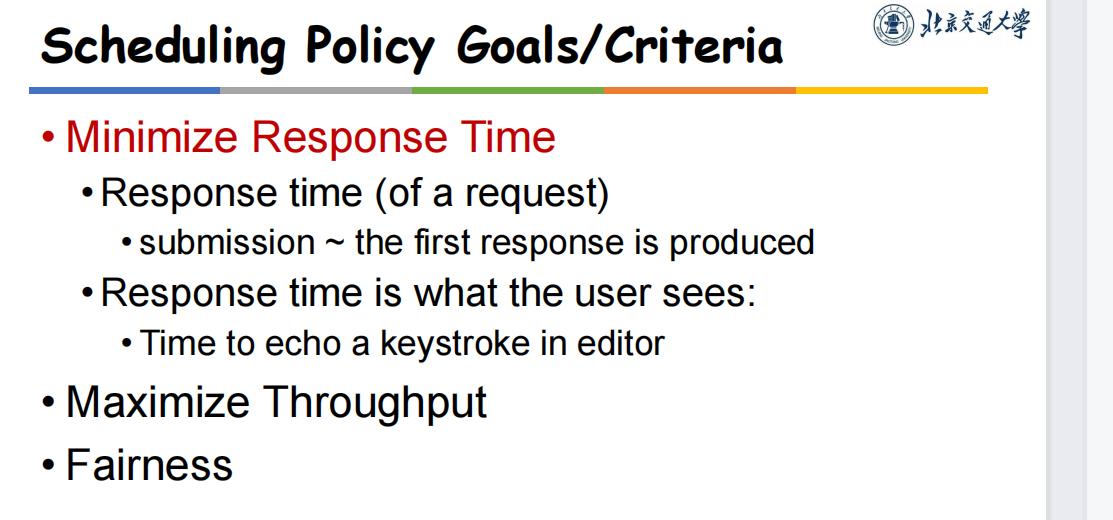 Scheduling Policy Goals/Criteria
北京交通大學
• Minimize Response Time
• Response time (of a request)
• submission ~ the first response is produced
• Response time is what the user sees:
• Time to echo a keystroke in editor
• Maximize Throughput
• Fairness